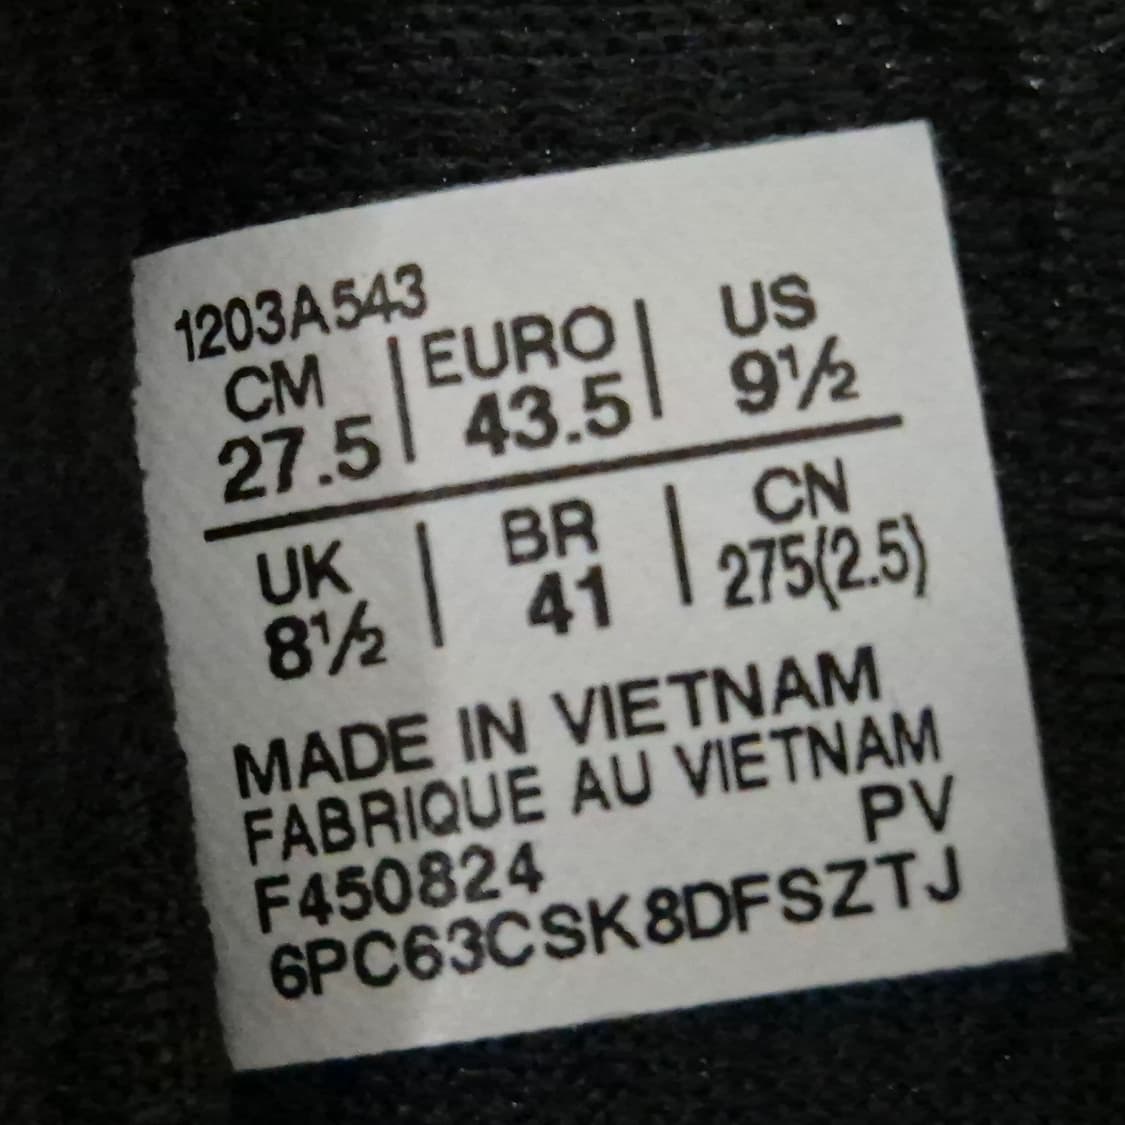 1203A543
CM | EURO | US
27.5 | 43.5 | 9½
UK | BR | CN
8½ | 41 | 275(2.5)
MADE IN VIETNAM
FABRIQUE AU VIETNAM
PV
F450824
6PC63CSK8DFSZTJ